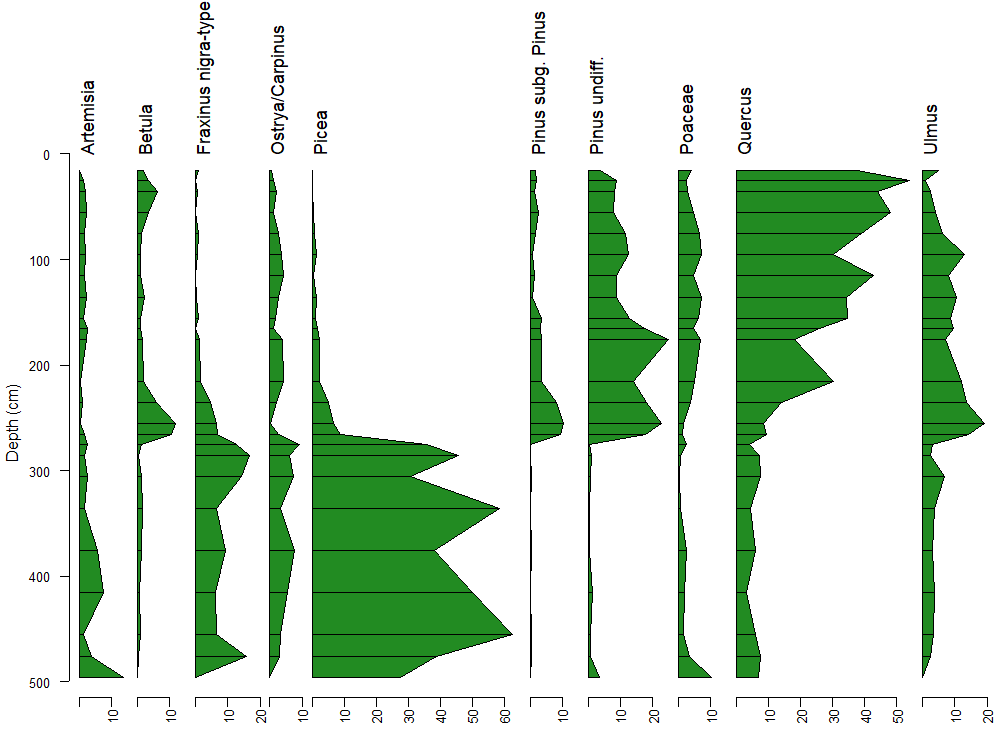 Artemisia
Betula
Fraxinus nigra-type
Ostrya/Carpinus
Picea
Pinus subg. Pinus
Pinus undiff.
Poaceae
Quercus
Ulmus
Depth (cm)
0
100
200
300
400
500
10
10
10 20
10
10 20 30 40 50 60
10
10 20
10
10 20 30 40 50
10 20